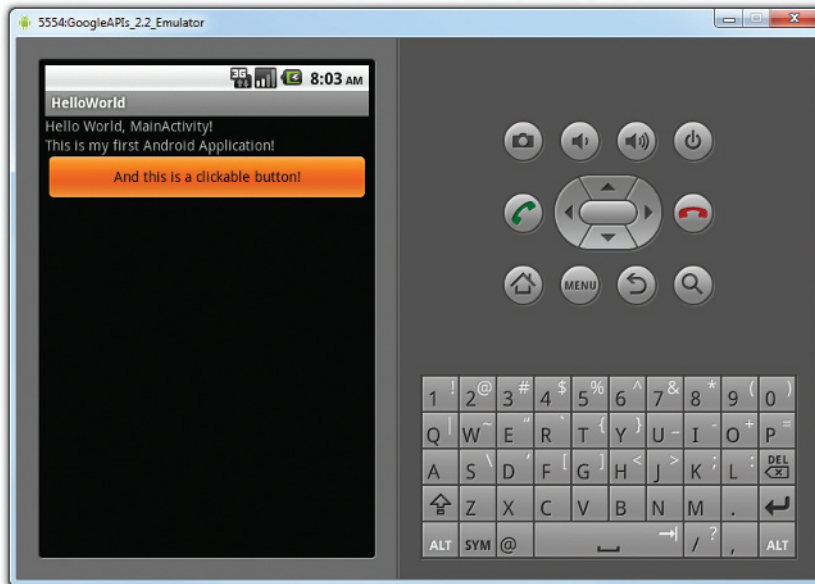 5554:GoogleAPIs_2.2_Emulator
3G 8:03 AM
HelloWorld
Hello World, MainActivity!
This is my first Android Application!
And this is a clickable button!
MENU
1 ! 2 @ 3 # 4 $ 5 % 6 ^ 7 & 8 * 9 ( 0 )
Q | W ~ E " R ` T { Y } U _ I - O + P =
A S \ D ' F [ G ] H < J > K ; L : DEL
Z X C V B N M .
ALT SYM @ / ? , ALT